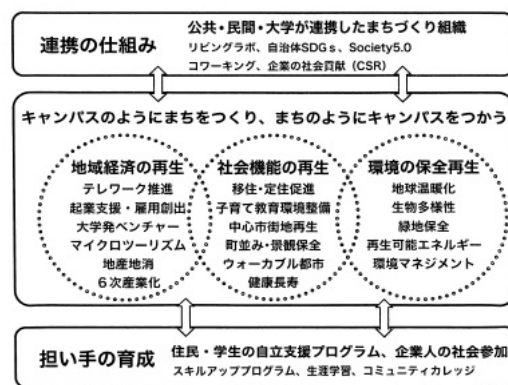 連携の仕組み
公共・民間・大学が連携したまちづくり組織
リビングラボ、自治体SDGs、Society5.0
コワーキング、企業の社会貢献（CSR）
キャンパスのようにまちをつくり、まちのようにキャンパスをつかう
地域経済の再生
テレワーク推進
起業支援・雇用創出
大学発ベンチャー
マイクロツーリズム
地産地消
６次産業化
社会機能の再生
移住・定住促進
子育て教育環境整備
中心市街地再生
町並み・景観保全
ウォーカブル都市
健康長寿
環境の保全再生
地球温暖化
生物多様性
緑地保全
再生可能エネルギー
環境マネジメント
担い手の育成
住民・学生の自立支援プログラム、企業人の社会参加
スキルアッププログラム、生涯学習、コミュニティカレッジ